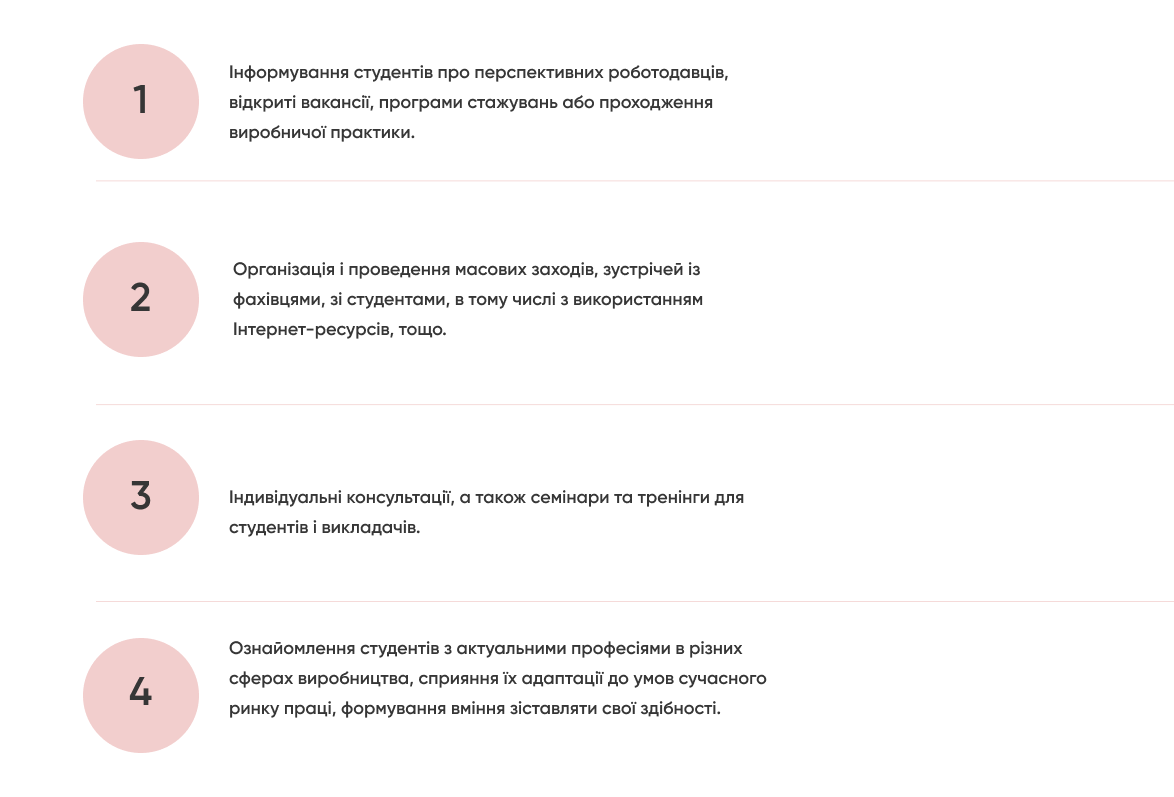 1
Інформування студентів про перспективних роботодавців,
відкриті вакансії, програми стажувань або проходження
виробничої практики.
2
Організація і проведення масових заходів, зустрічей із
фахівцями, зі студентами, в тому числі з використанням
Інтернет-ресурсів, тощо.
3
Індивідуальні консультації, а також семінари та тренінги для
студентів і викладачів.
4
Ознайомлення студентів з актуальними професіями в різних
сферах виробництва, сприяння їх адаптації до умов сучасного
ринку праці, формування вміння зіставляти свої здібності.